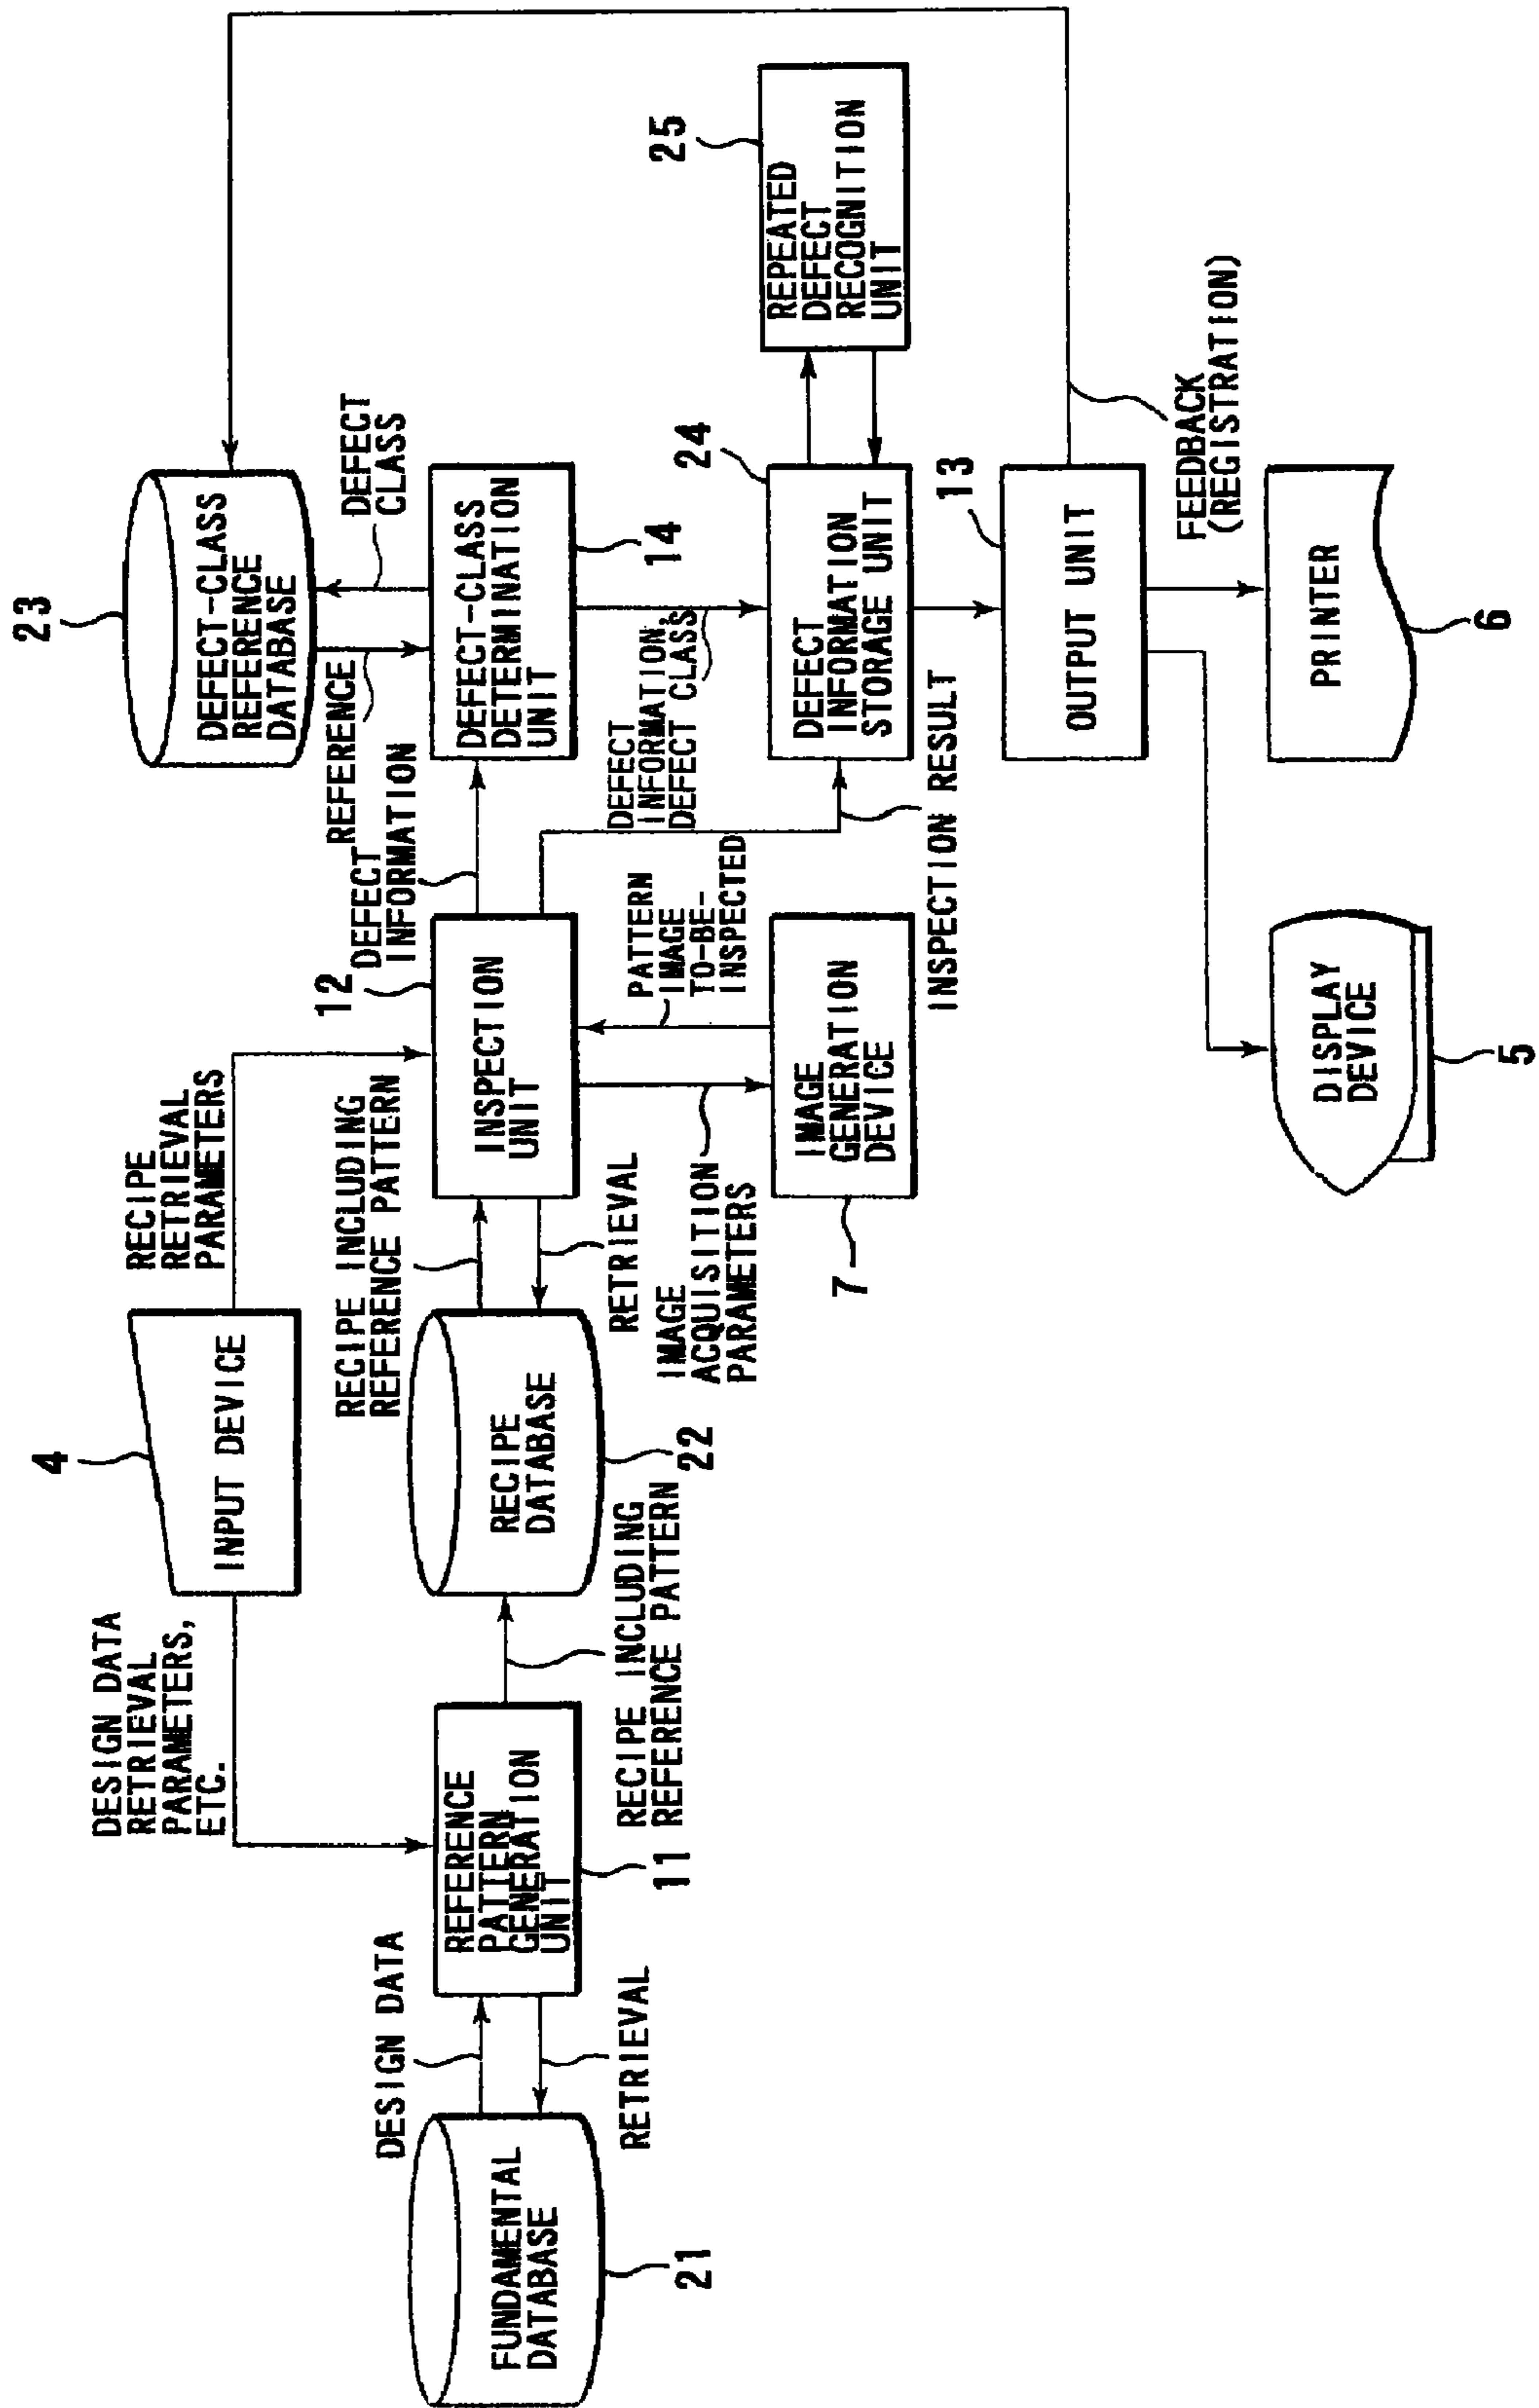 DESIGN DATA
RETRIEVAL
PARAMETERS,
ETC.
4
INPUT DEVICE
RECIPE
RETRIEVAL
PARAMETERS
23
DEFECT-CLASS
REFERENCE
DATABASE
FUNDAMENTAL
DATABASE
21
DESIGN DATA
RETRIEVAL
REFERENCE
PATTERN
GENERATION
UNIT
11
RECIPE INCLUDING
REFERENCE PATTERN
RECIPE
DATABASE
22
RECIPE INCLUDING
REFERENCE PATTERN
RETRIEVAL
12
INSPECTION
UNIT
DEFECT
INFORMATION
REFERENCE
DEFECT
CLASS
DEFECT-CLASS
DETERMINATION
UNIT
14
IMAGE
ACQUISITION
PARAMETERS
PATTERN
IMAGE
TO-BE-
INSPECTED
IMAGE
GENERATION
DEVICE
7
DEFECT
INFORMATION,
DEFECT CLASS
INSPECTION RESULT
24
DEFECT
INFORMATION
STORAGE UNIT
25
REPEATED
DEFECT
RECOGNITION
UNIT
13
OUTPUT UNIT
FEEDBACK
(REGISTRATION)
DISPLAY
DEVICE
5
PRINTER
6